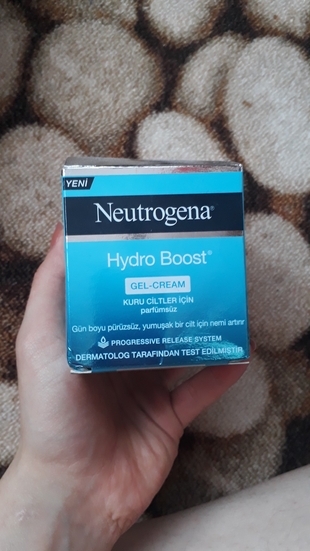 YENİ
Neutrogena®
Hydro Boost®
GEL-CREAM
KURU CİLTLER İÇİN
parfümsüz
Gün boyu pürüzsüz, yumuşak bir cilt için nemi artırır
PROGRESSIVE RELEASE SYSTEM
DERMATOLOG TARAFINDAN TEST EDİLMİŞTİR